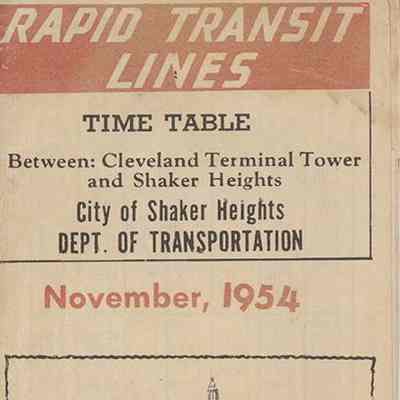 RAPID TRANSIT
LINES
TIME TABLE
Between: Cleveland Terminal Tower
and Shaker Heights
City of Shaker Heights
DEPT. OF TRANSPORTATION
November, 1954